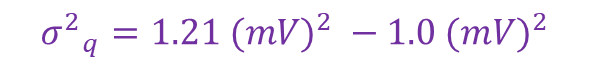 σ²q = 1.21 (mV)² − 1.0 (mV)²